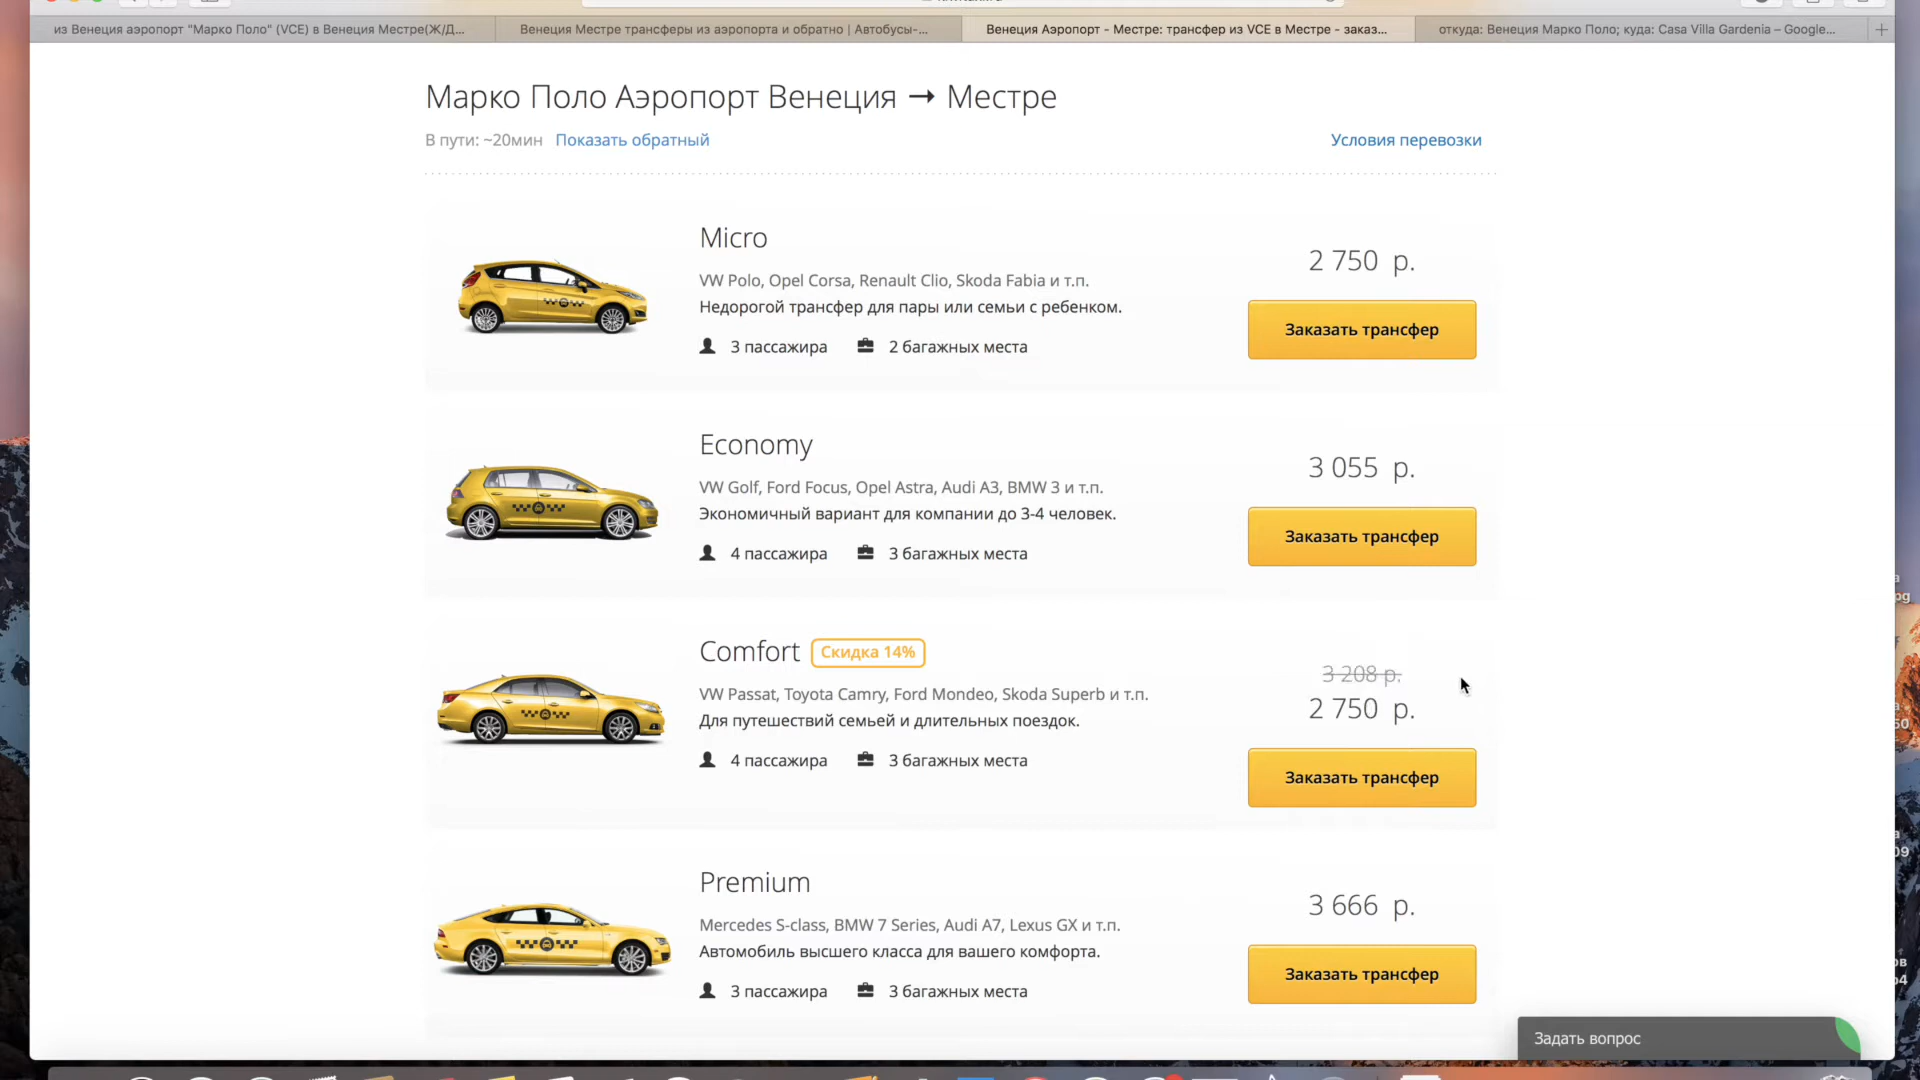 из Венеция аэропорт "Марко Поло" (VCE) в Венеция Местре(Ж/Д...
Венеция Местре трансферы из аэропорта и обратно | Автобусы-...
Венеция Аэропорт - Местре: трансфер из VCE в Местре - заказ...
откуда: Венеция Марко Поло; куда: Casa Villa Gardenia – Google...
Марко Поло Аэропорт Венеция → Местре
В пути: ~20мин Показать обратный
Условия перевозки
Micro
VW Polo, Opel Corsa, Renault Clio, Skoda Fabia и т.п.
Недорогой трансфер для пары или семьи с ребенком.
3 пассажира 2 багажных места
2 750 р.
Заказать трансфер
Economy
VW Golf, Ford Focus, Opel Astra, Audi A3, BMW 3 и т.п.
Экономичный вариант для компании до 3-4 человек.
4 пассажира 3 багажных места
3 055 р.
Заказать трансфер
Comfort Скидка 14%
VW Passat, Toyota Camry, Ford Mondeo, Skoda Superb и т.п.
Для путешествий семьей и длительных поездок.
4 пассажира 3 багажных места
3 208 р.
2 750 р.
Заказать трансфер
Premium
Mercedes S-class, BMW 7 Series, Audi A7, Lexus GX и т.п.
Автомобиль высшего класса для вашего комфорта.
3 пассажира 3 багажных места
3 666 р.
Заказать трансфер
Задать вопрос